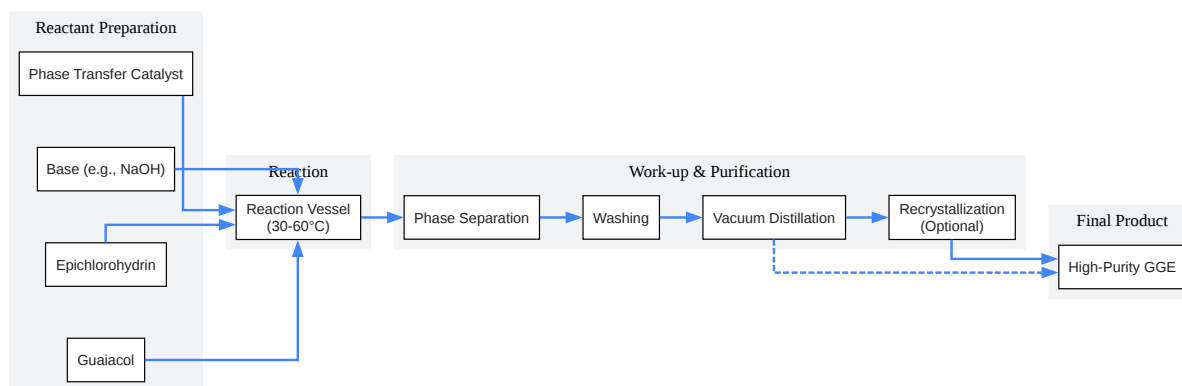 Reactant Preparation
Phase Transfer Catalyst
Base (e.g., NaOH)
Epichlorohydrin
Guaiacol
Reaction
Reaction Vessel
(30-60°C)
Work-up & Purification
Phase Separation
Washing
Vacuum Distillation
Recrystallization
(Optional)
Final Product
High-Purity GGE